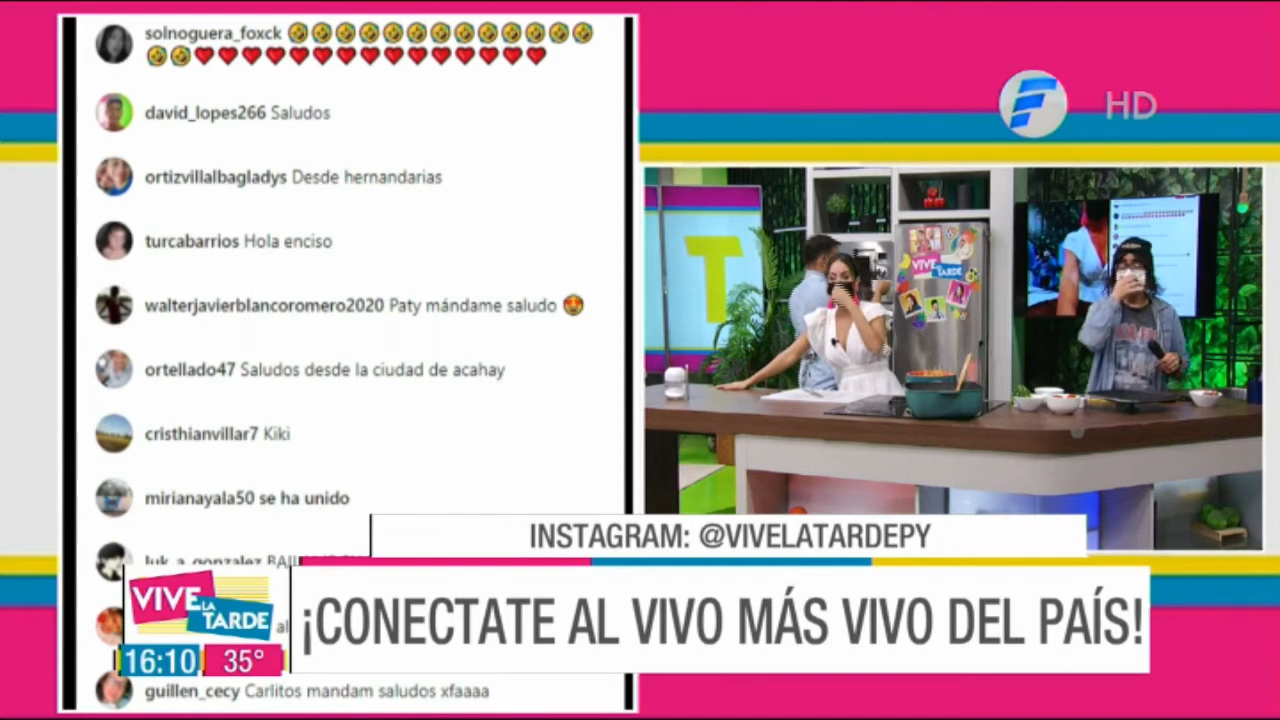 solnoguera_foxck 🤣🤣🤣🤣🤣🤣🤣🤣🤣🤣🤣🤣🤣
🤣🤣❤❤❤❤❤❤❤❤❤❤❤❤❤❤❤
david_lopes266 Saludos
ortizvillalbagladys Desde hernandarias
turcabarrios Hola enciso
walterjavierblancoromero2020 Paty mándame saludo 🤩
ortellado47 Saludos desde la ciudad de acahay
cristhianvillar7 Kiki
mirianayala50 se ha unido
luk_a_gonzalez
guillen_cecy Carlitos mandam saludos xfaaaa
HD
T
VIVE
TARDE
INSTAGRAM: @VIVELATARDEPY
VIVE LA TARDE
¡CONECTATE AL VIVO MÁS VIVO DEL PAÍS!
16:10 35°